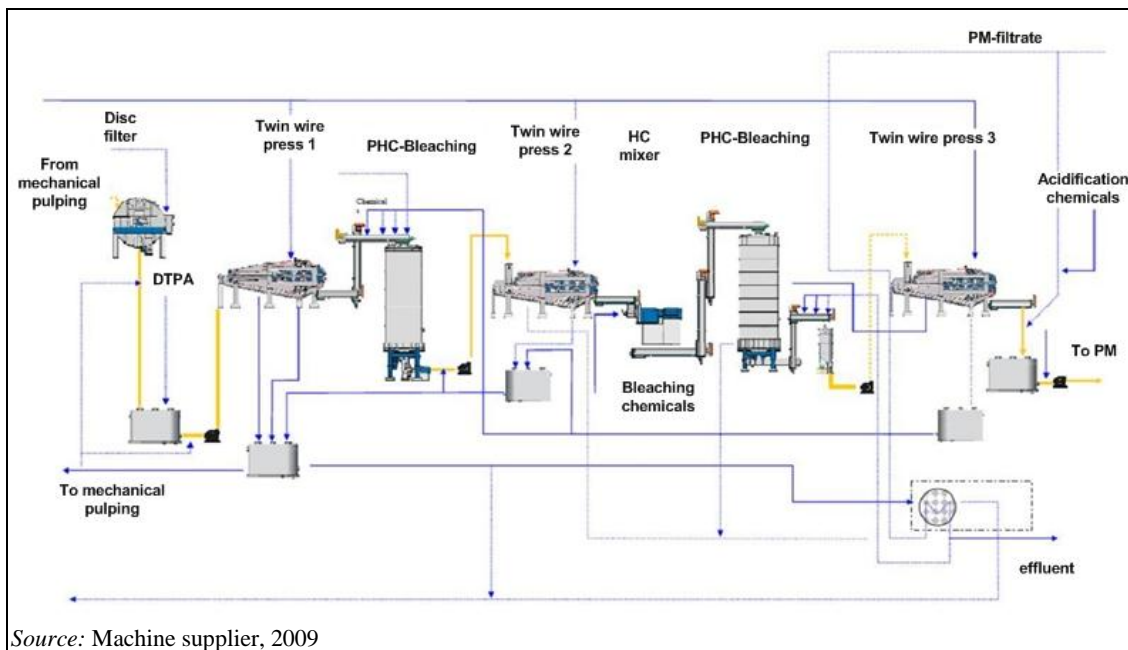 PM-filtrate
Disc
filter
Twin wire
press 1
PHC-Bleaching
Twin wire
press 2
HC
mixer
PHC-Bleaching
Twin wire press 3
From
mechanical
pulping
Acidification
chemicals
Chemical
s
DTPA
To PM
Bleaching
chemicals
To mechanical
pulping
effluent
Source: Machine supplier, 2009